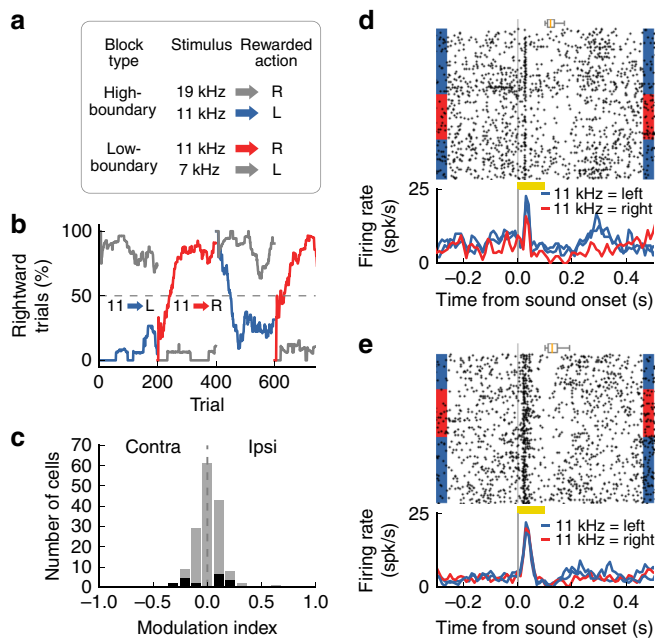 a
Block type
Stimulus
Rewarded action
High-boundary
19 kHz R
11 kHz L
Low-boundary
11 kHz R
7 kHz L
b
Rightward trials (%)
100
50
0
11 L
11 R
0 200 400 600
Trial
c
Number of cells
70
60
50
40
30
20
10
0
Contra
Ipsi
−1.0 −0.5 0.0 0.5 1.0
Modulation index
d
Firing rate (spk/s)
25
0
11 kHz = left
11 kHz = right
−0.2 0.0 0.2 0.4
Time from sound onset (s)
e
Firing rate (spk/s)
25
0
11 kHz = left
11 kHz = right
−0.2 0.0 0.2 0.4
Time from sound onset (s)